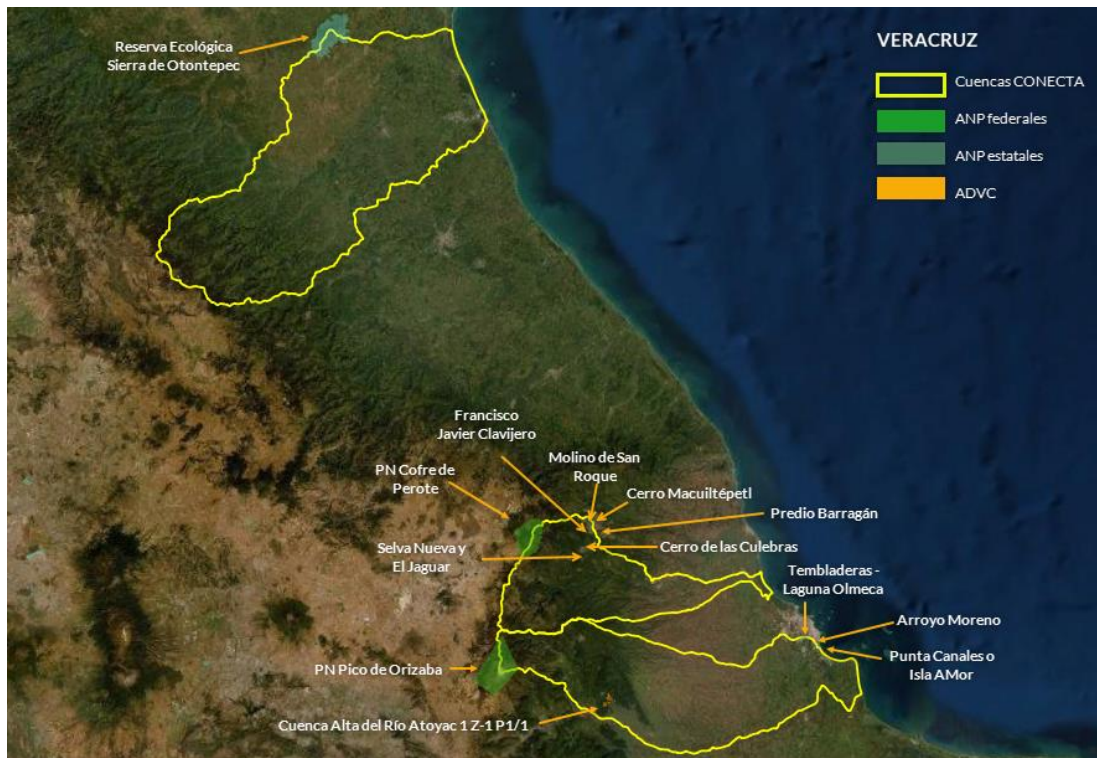 Reserva Ecológica
Sierra de Otontepec
VERACRUZ
Cuencas CONECTA
ANP federales
ANP estatales
ADVC
Francisco
Javier Clavijero
Molino de San
Roque
PN Cofre de
Perote
Cerro Macuiltépetl
Predio Barragán
Selva Nueva y
El Jaguar
Cerro de las Culebras
Tembladeras -
Laguna Olmeca
Arroyo Moreno
Punta Canales o
Isla AMor
PN Pico de Orizaba
Cuenca Alta del Río Atoyac 1 Z-1 P1/1